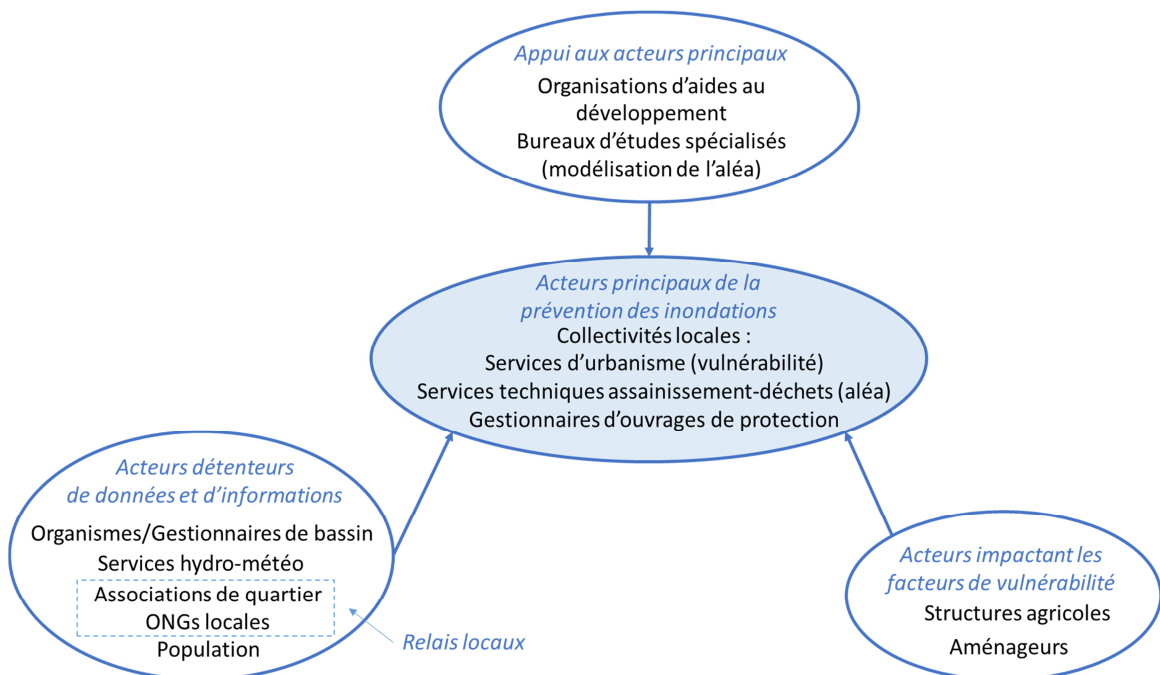 Appui aux acteurs principaux
Organisations d’aides au
développement
Bureaux d’études spécialisés
(modélisation de l’aléa)
Acteurs principaux de la
prévention des inondations
Collectivités locales :
Services d’urbanisme (vulnérabilité)
Services techniques assainissement-déchets (aléa)
Gestionnaires d’ouvrages de protection
Acteurs détenteurs
de données et d’informations
Organismes/Gestionnaires de bassin
Services hydro-météo
Associations de quartier
ONGs locales
Population
Relais locaux
Acteurs impactant les
facteurs de vulnérabilité
Structures agricoles
Aménageurs